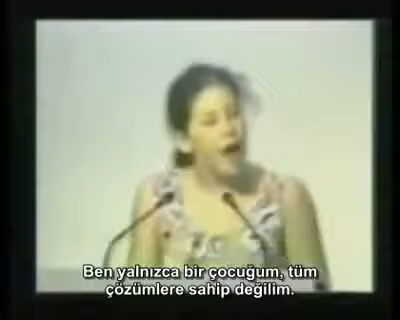 Ben yalnızca bir çocuğum, tüm
çözümlere sahip değilim.